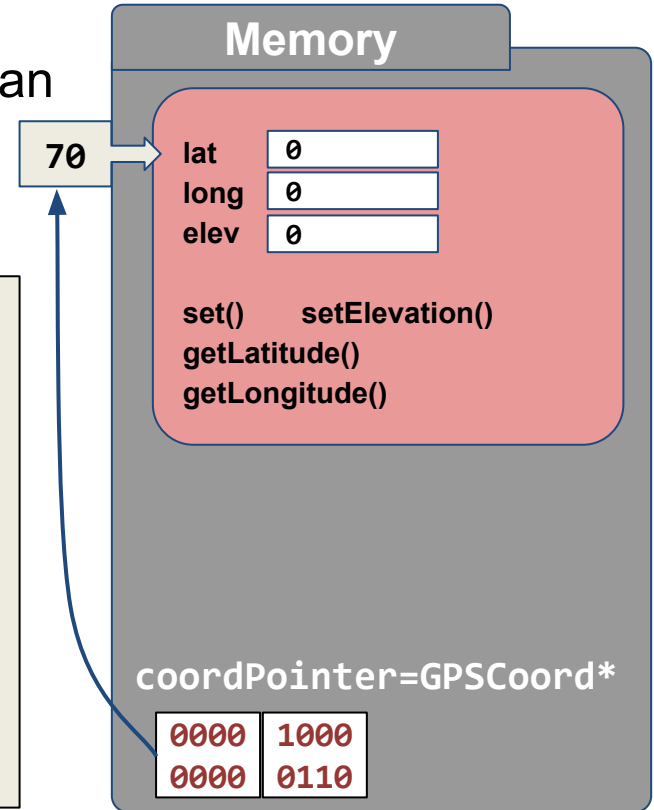 Memory
an
70
lat 0
long 0
elev 0
set() setElevation()
getLatitude()
getLongitude()
coordPointer=GPSCoord*
0000 1000
0000 0110